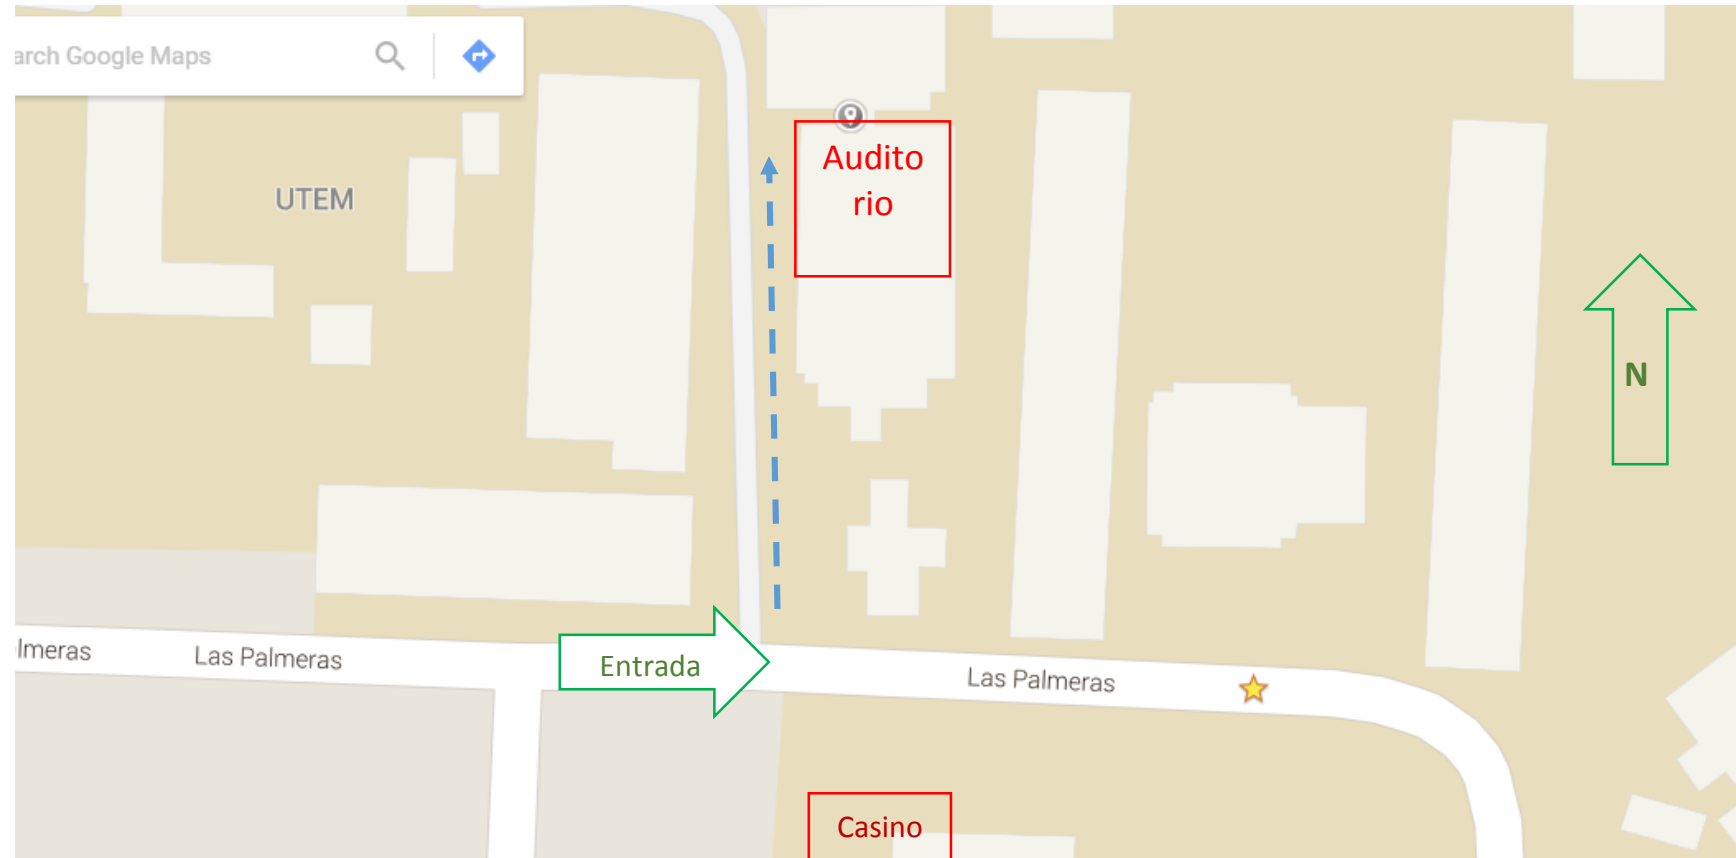 arch Google Maps
Audito
rio
UTEM
N
lmeras
Las Palmeras
Entrada
Las Palmeras
Casino